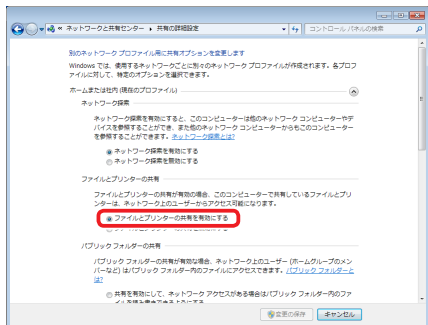 « ネットワークと共有センター ▸ 共有の詳細設定
コントロール パネルの検索
別のネットワーク プロファイル用に共有オプションを変更します
Windows では、使用するネットワークごとに別々のネットワーク プロファイルが作成されます。各プロフ
ァイルに対して、特定のオプションを選択できます。
ホームまたは社内 (現在のプロファイル)
ネットワーク探索
ネットワーク探索を有効にすると、このコンピューターは他のネットワーク コンピューターやデ
バイスを参照することができ、また他のネットワーク コンピューターからもこのコンピューター
を参照することができます。ネットワーク探索とは?
ネットワーク探索を有効にする
ネットワーク探索を無効にする
ファイルとプリンターの共有
ファイルとプリンターの共有が有効の場合、このコンピューターで共有しているファイルとプリ
ンターは、ネットワーク上のユーザーからアクセス可能になります。
ファイルとプリンターの共有を有効にする
パブリック フォルダーの共有
パブリック フォルダー共有が有効な場合、ネットワーク上のユーザー (ホームグループのメン
バーなど) はパブリック フォルダー内のファイルにアクセスできます。パブリック フォルダーと
は?
共有を有効にして、ネットワーク アクセスがある場合はパブリック フォルダー内のファ
変更の保存
キャンセル